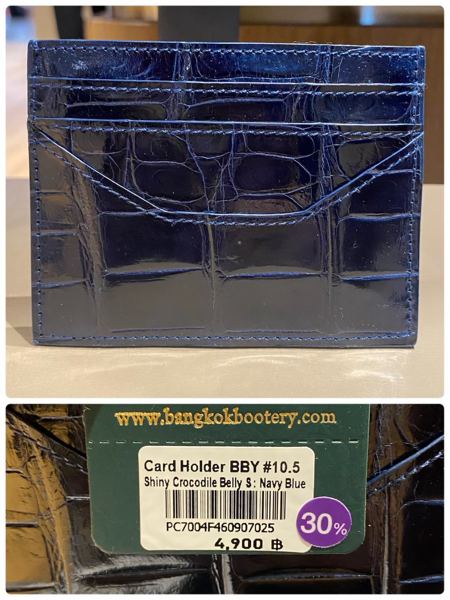 www.bangkokbootery.com
Card Holder BBY #10.5
Shiny Crocodile Belly S: Navy Blue
PC7004F460907025
4,900 ฿
30%